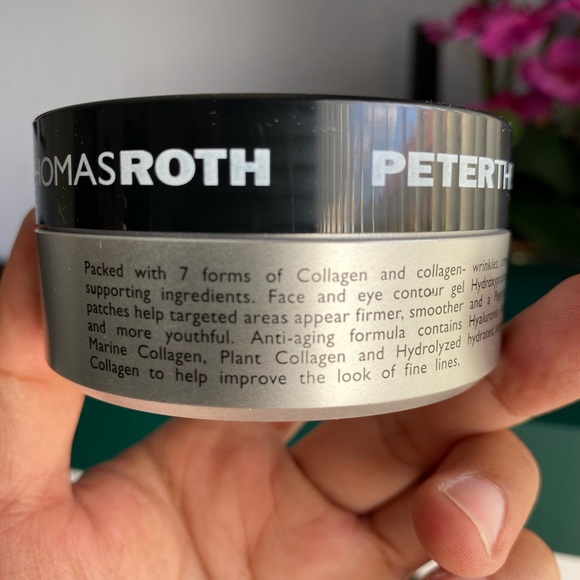 HOMASROTH
PETERTH
Packed with 7 forms of Collagen and collagen-
supporting ingredients. Face and eye contour gel
patches help targeted areas appear firmer, smoother
and more youthful. Anti-aging formula contains
Marine Collagen, Plant Collagen and Hydrolyzed
Collagen to help improve the look of fine lines,
wrinkles,
and a
Hyaluronic
hydrated,